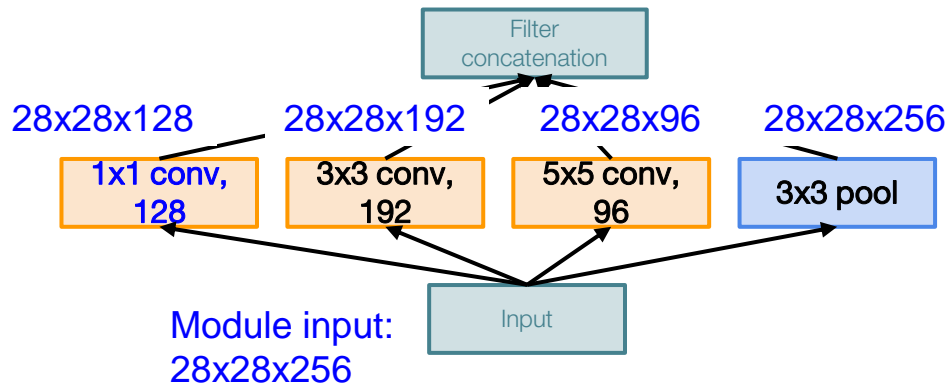 Filter
concatenation
28x28x128
28x28x192
28x28x96
28x28x256
1x1 conv,
128
3x3 conv,
192
5x5 conv,
96
3x3 pool
Input
Module input:
28x28x256